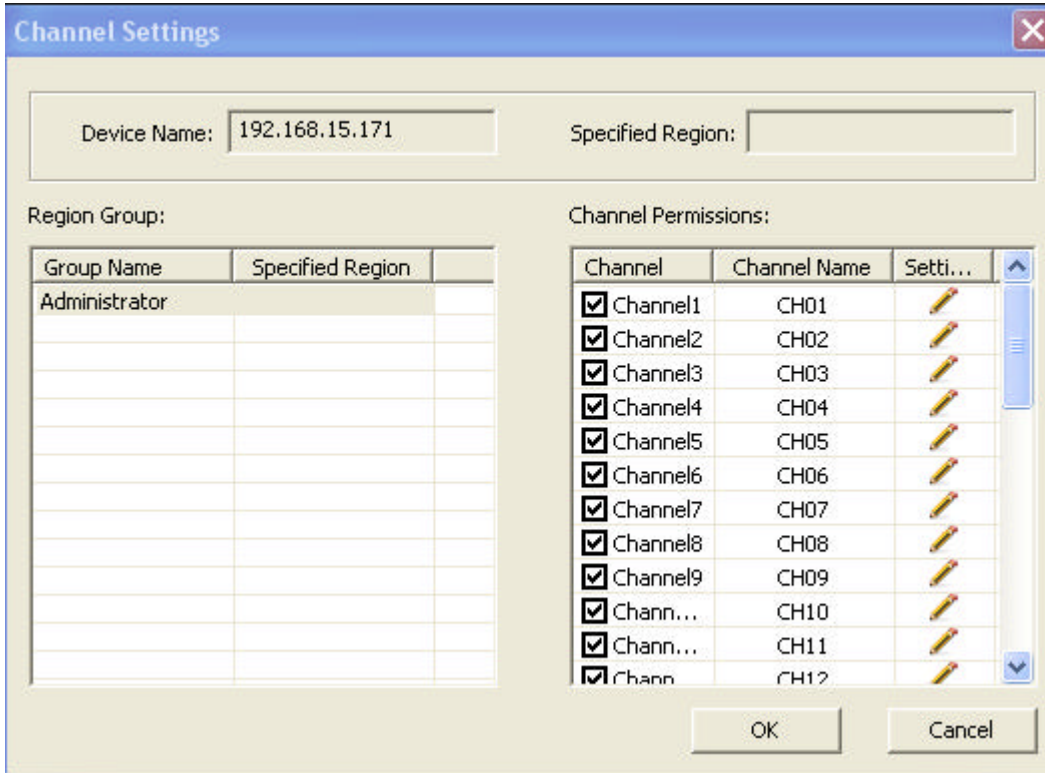 Channel Settings
Device Name: 192.168.15.171 Specified Region:
Region Group:
Group Name Specified Region
Administrator
Channel Permissions:
Channel Channel Name Setti...
Channel1 CH01
Channel2 CH02
Channel3 CH03
Channel4 CH04
Channel5 CH05
Channel6 CH06
Channel7 CH07
Channel8 CH08
Channel9 CH09
Chann... CH10
Chann... CH11
Chann... CH12
OK Cancel